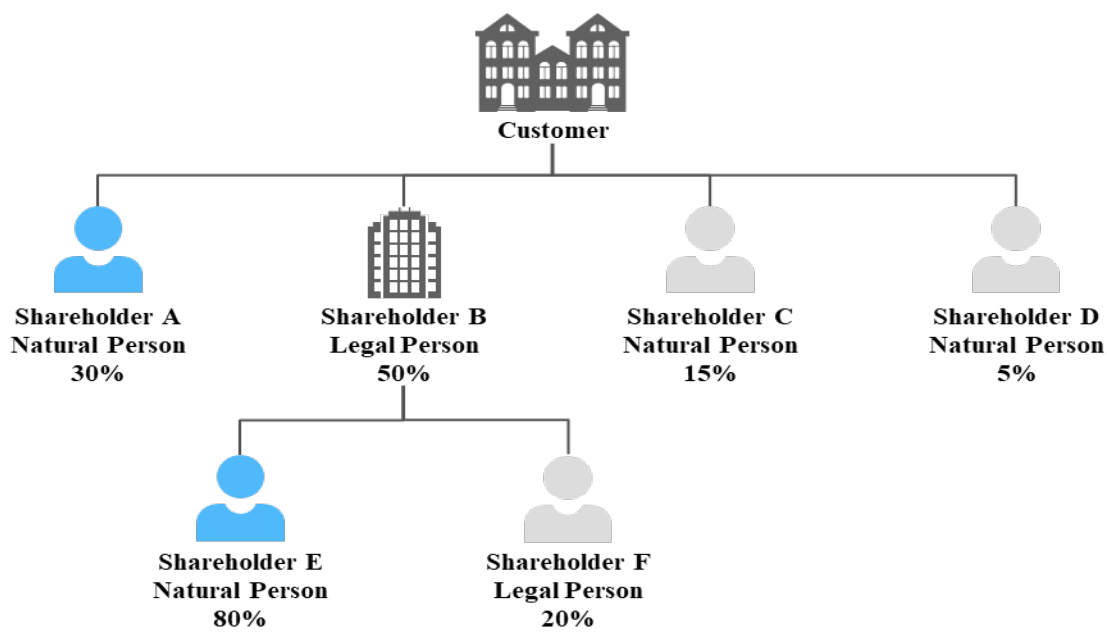 Customer
Shareholder A
Natural Person
30%
Shareholder B
Legal Person
50%
Shareholder C
Natural Person
15%
Shareholder D
Natural Person
5%
Shareholder E
Natural Person
80%
Shareholder F
Legal Person
20%